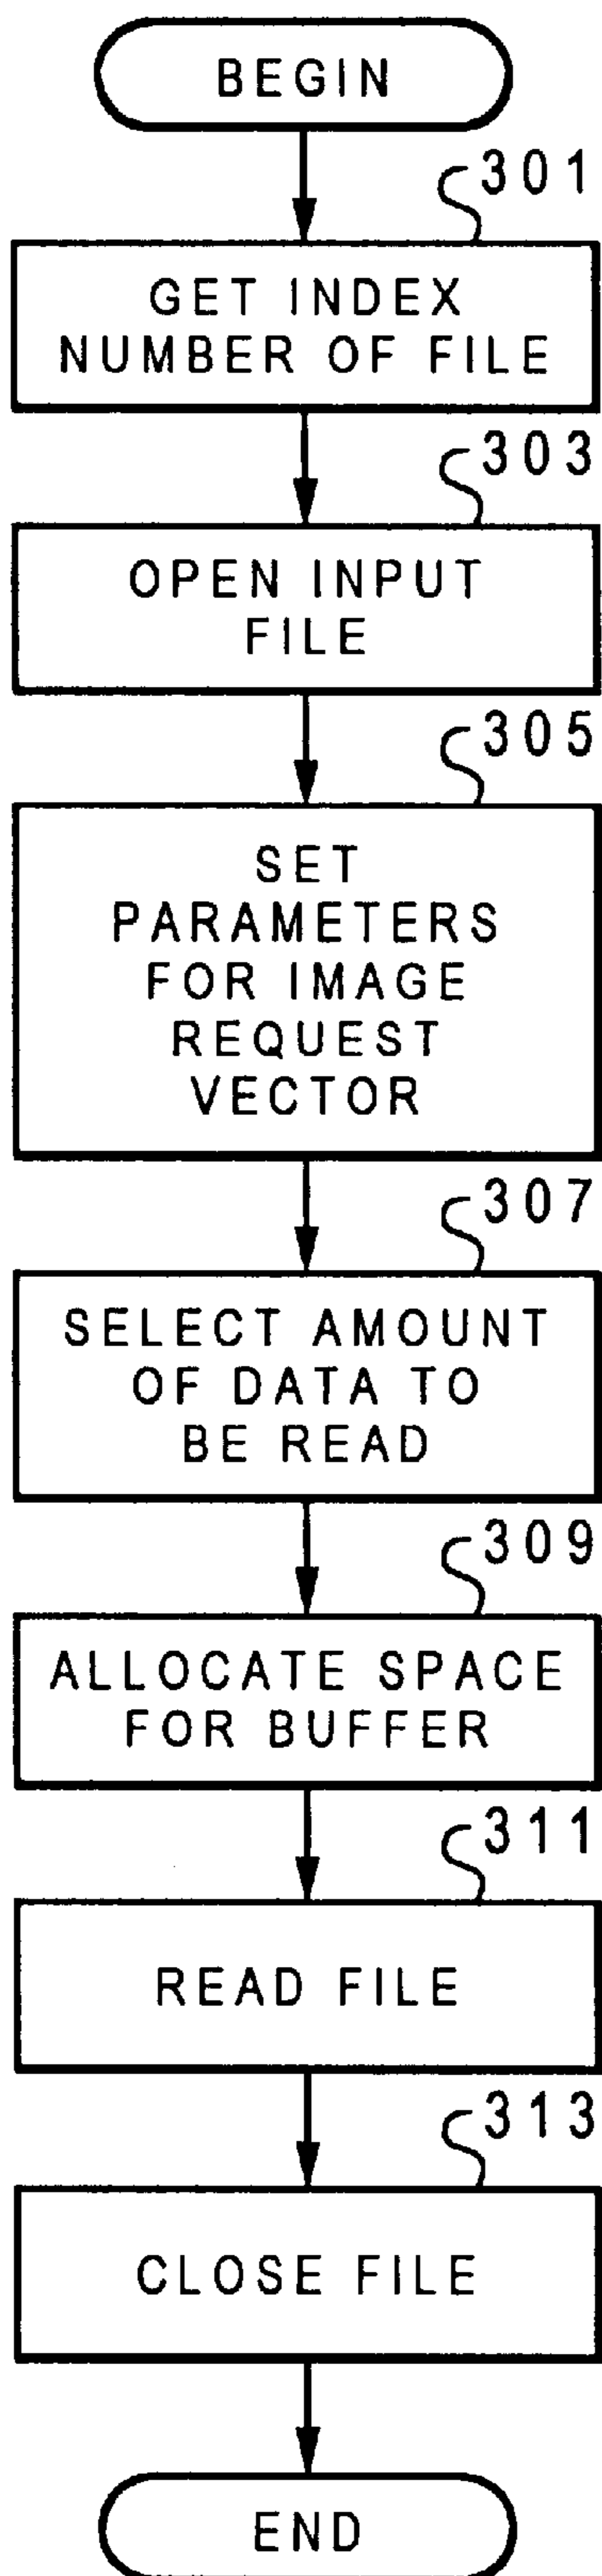 BEGIN
301
GET INDEX
NUMBER OF FILE
303
OPEN INPUT
FILE
305
SET
PARAMETERS
FOR IMAGE
REQUEST
VECTOR
307
SELECT AMOUNT
OF DATA TO
BE READ
309
ALLOCATE SPACE
FOR BUFFER
311
READ FILE
313
CLOSE FILE
END